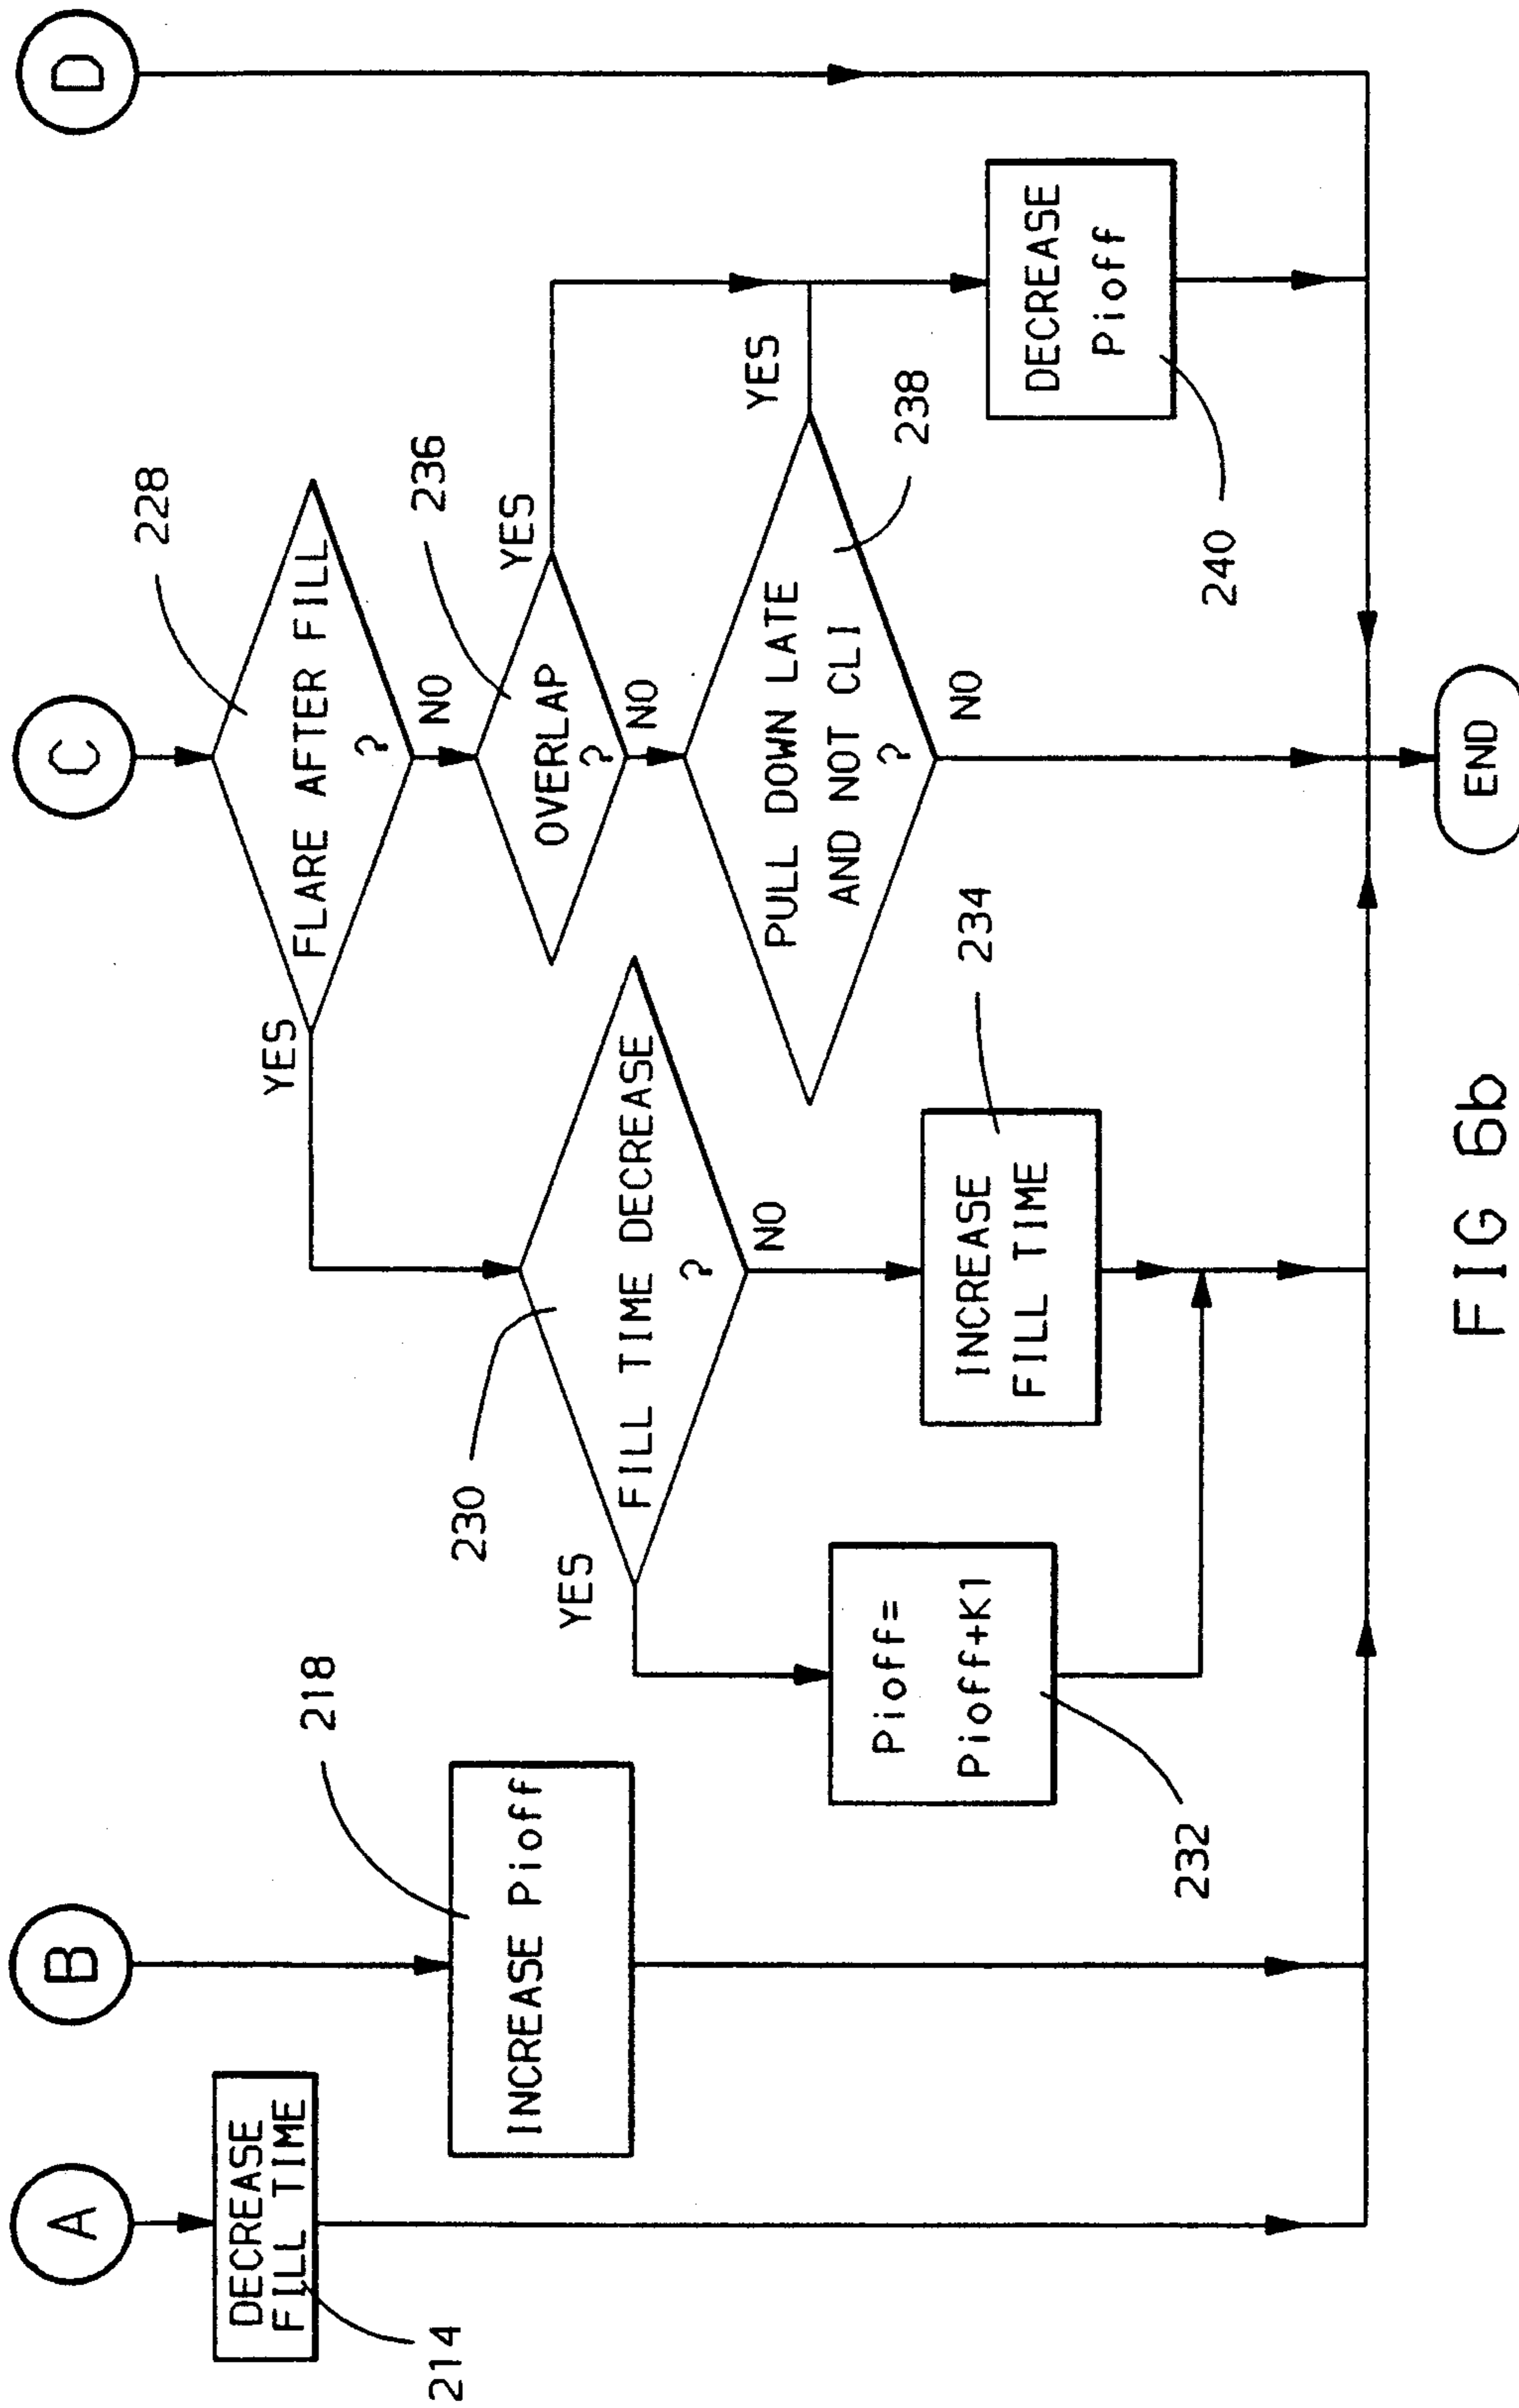 A
DECREASE
FILL TIME
214
B
218
INCREASE Pioff
C
228
FLARE AFTER FILL
?
YES
NO
230
FILL TIME DECREASE
?
YES
NO
Pioff=
Pioff+K1
232
234
INCREASE
FILL TIME
236
OVERLAP
?
YES
NO
238
PULL DOWN LATE
AND NOT CLI
?
YES
NO
DECREASE
Pioff
240
D
END
FIG 6b